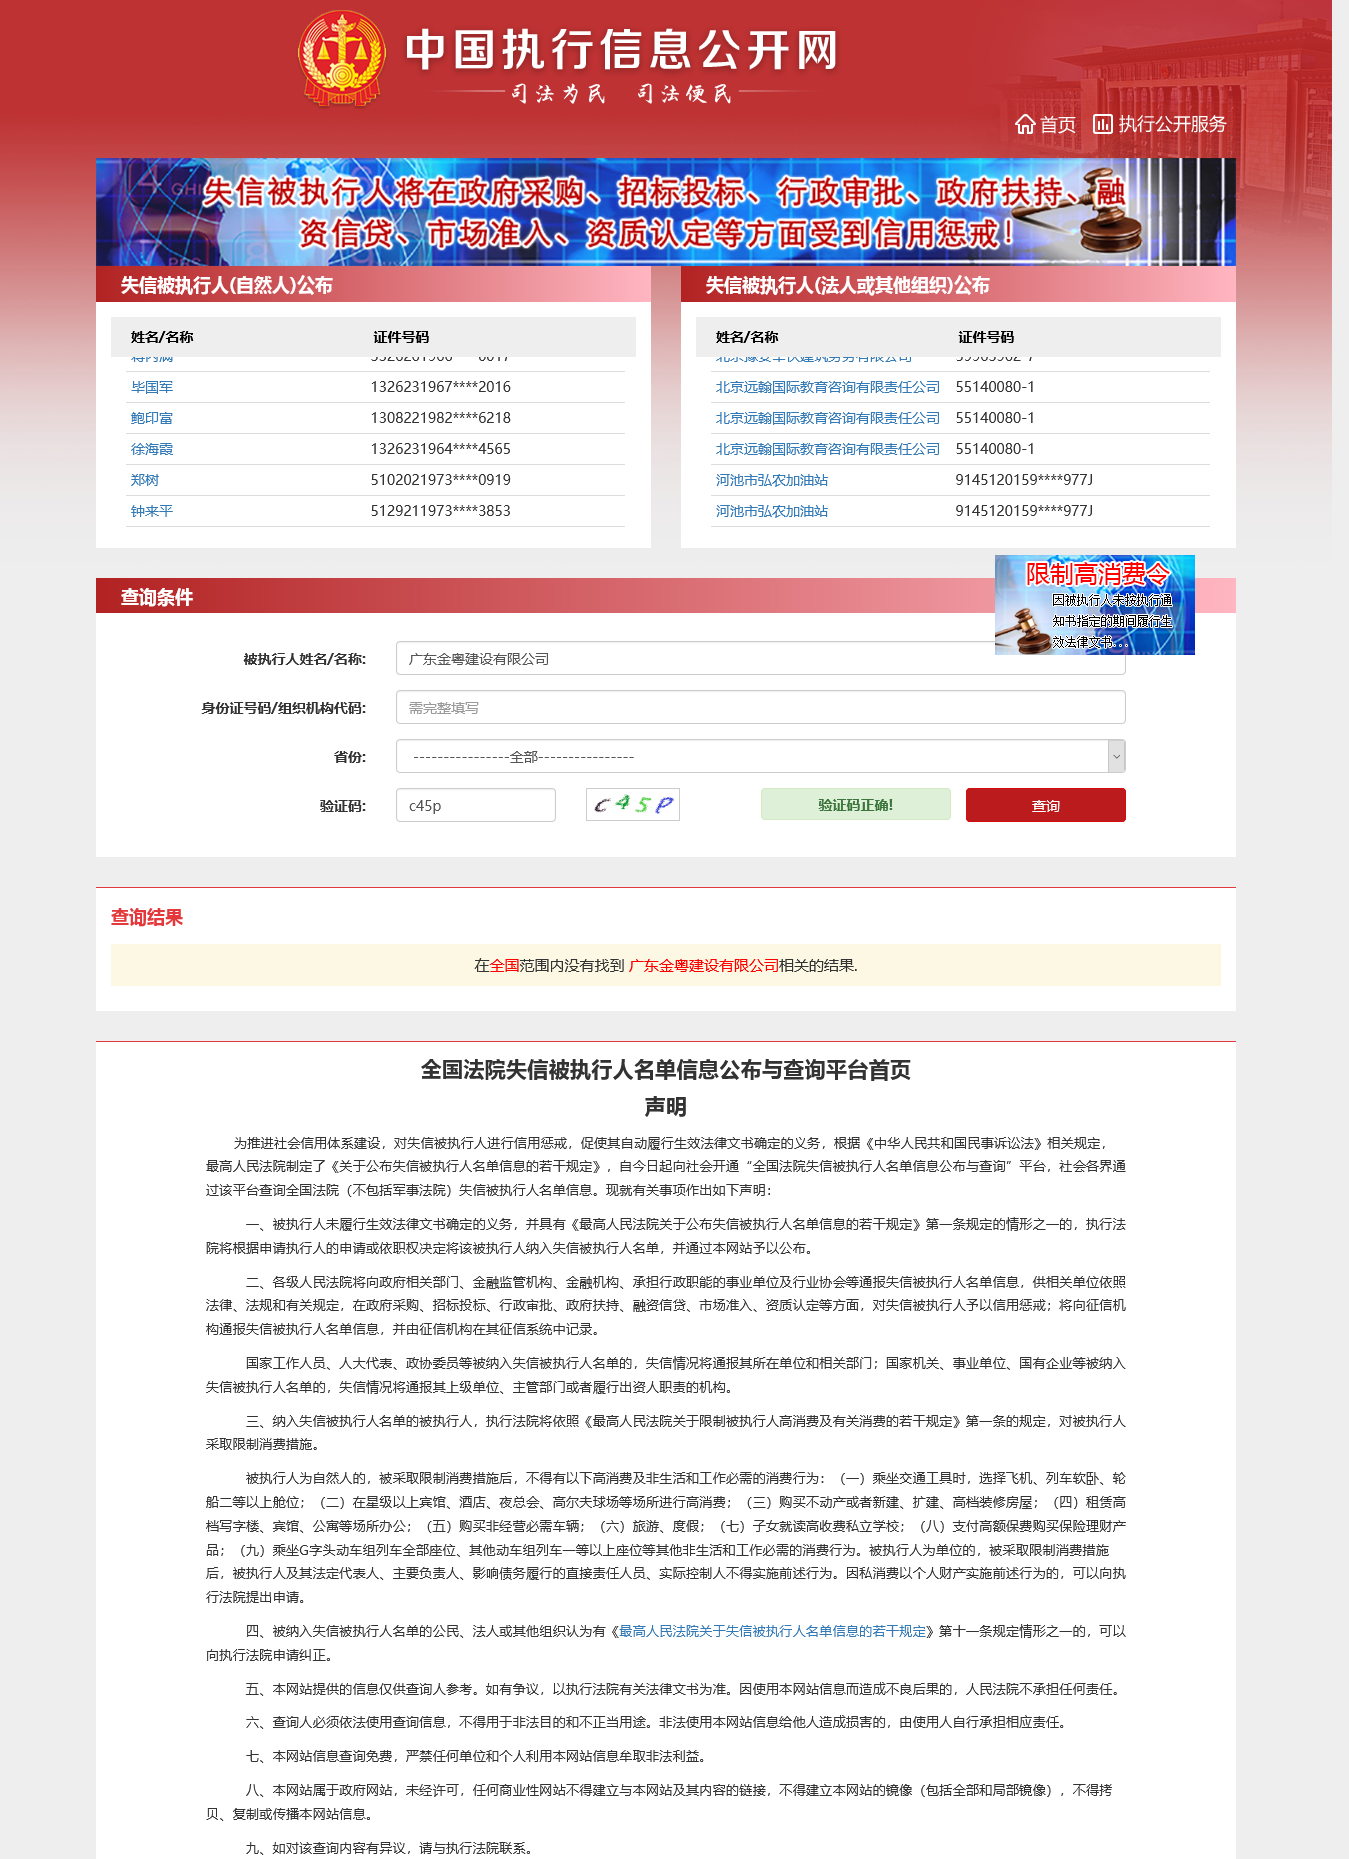 中国执行信息公开网
司法为民 司法便民
首页 执行公开服务
失信被执行人将在政府采购、招标投标、行政审批、政府扶持、融
资信贷、市场准入、资质认定等方面受到信用惩戒！
失信被执行人(自然人)公布
姓名/名称 证件号码
毕国军 1326231967****2016
鲍印富 1308221982****6218
徐海霞 1326231964****4565
郑树 5102021973****0919
钟来平 5129211973****3853
失信被执行人(法人或其他组织)公布
姓名/名称 证件号码
北京远翰国际教育咨询有限责任公司 55140080-1
北京远翰国际教育咨询有限责任公司 55140080-1
北京远翰国际教育咨询有限责任公司 55140080-1
河池市弘农加油站 9145120159****977J
河池市弘农加油站 9145120159****977J
限制高消费令
因被执行人未按执行通
知书指定的期间履行生
效法律文书...
查询条件
被执行人姓名/名称: 广东金粤建设有限公司
身份证号码/组织机构代码: 需完整填写
省份: ----------------全部----------------
验证码: c45p c45P 验证码正确! 查询
查询结果
在全国范围内没有找到 广东金粤建设有限公司相关的结果.
全国法院失信被执行人名单信息公布与查询平台首页
声明
为推进社会信用体系建设，对失信被执行人进行信用惩戒，促使其自动履行生效法律文书确定的义务，根据《中华人民共和国民事诉讼法》相关规定，
最高人民法院制定了《关于公布失信被执行人名单信息的若干规定》，自今日起向社会开通“全国法院失信被执行人名单信息公布与查询”平台，社会各界通
过该平台查询全国法院（不包括军事法院）失信被执行人名单信息。现就有关事项作出如下声明：
一、被执行人未履行生效法律文书确定的义务，并具有《最高人民法院关于公布失信被执行人名单信息的若干规定》第一条规定的情形之一的，执行法
院将根据申请执行人的申请或依职权决定将该被执行人纳入失信被执行人名单，并通过本网站予以公布。
二、各级人民法院将向政府相关部门、金融监管机构、金融机构、承担行政职能的事业单位及行业协会等通报失信被执行人名单信息，供相关单位依照
法律、法规和有关规定，在政府采购、招标投标、行政审批、政府扶持、融资信贷、市场准入、资质认定等方面，对失信被执行人予以信用惩戒；将向征信机
构通报失信被执行人名单信息，并由征信机构在其征信系统中记录。
国家工作人员、人大代表、政协委员等被纳入失信被执行人名单的，失信情况将通报其所在单位和相关部门；国家机关、事业单位、国有企业等被纳入
失信被执行人名单的，失信情况将通报其上级单位、主管部门或者履行出资人职责的机构。
三、纳入失信被执行人名单的被执行人，执行法院将依照《最高人民法院关于限制被执行人高消费及有关消费的若干规定》第一条的规定，对被执行人
采取限制消费措施。
被执行人为自然人的，被采取限制消费措施后，不得有以下高消费及非生活和工作必需的消费行为：（一）乘坐交通工具时，选择飞机、列车软卧、轮
船二等以上舱位；（二）在星级以上宾馆、酒店、夜总会、高尔夫球场等场所进行高消费；（三）购买不动产或者新建、扩建、高档装修房屋；（四）租赁高
档写字楼、宾馆、公寓等场所办公；（五）购买非经营必需车辆；（六）旅游、度假；（七）子女就读高收费私立学校；（八）支付高额保费购买保险理财产
品；（九）乘坐G字头动车组列车全部座位、其他动车组列车一等以上座位等其他非生活和工作必需的消费行为。被执行人为单位的，被采取限制消费措施
后，被执行人及其法定代表人、主要负责人、影响债务履行的直接责任人员、实际控制人不得实施前述行为。因私消费以个人财产实施前述行为的，可以向执
行法院提出申请。
四、被纳入失信被执行人名单的公民、法人或其他组织认为有《最高人民法院关于失信被执行人名单信息的若干规定》第十一条规定情形之一的，可以
向执行法院申请纠正。
五、本网站提供的信息仅供查询人参考。如有争议，以执行法院有关法律文书为准。因使用本网站信息而造成不良后果的，人民法院不承担任何责任。
六、查询人必须依法使用查询信息，不得用于非法目的和不正当用途。非法使用本网站信息给他人造成损害的，由使用人自行承担相应责任。
七、本网站信息查询免费，严禁任何单位和个人利用本网站信息牟取非法利益。
八、本网站属于政府网站，未经许可，任何商业性网站不得建立与本网站及其内容的链接，不得建立本网站的镜像（包括全部和局部镜像），不得拷
贝、复制或传播本网站信息。
九、如对该查询内容有异议，请与执行法院联系。